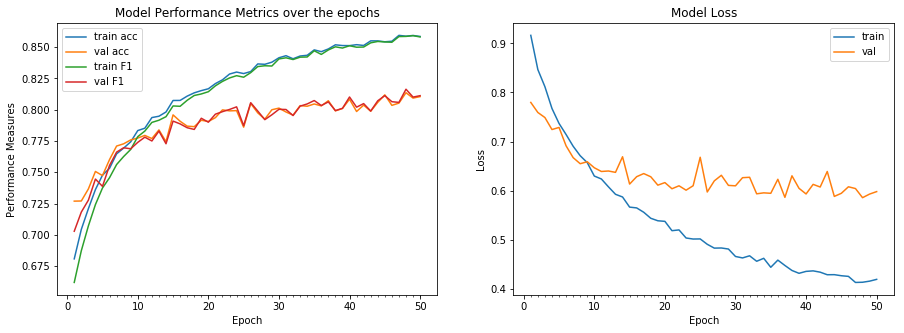 Model Performance Metrics over the epochs
train acc
val acc
train F1
val F1
Performance Measures
0.850
0.825
0.800
0.775
0.750
0.725
0.700
0.675
0 10 20 30 40 50
Epoch
Model Loss
train
val
Loss
0.9
0.8
0.7
0.6
0.5
0.4
0 10 20 30 40 50
Epoch